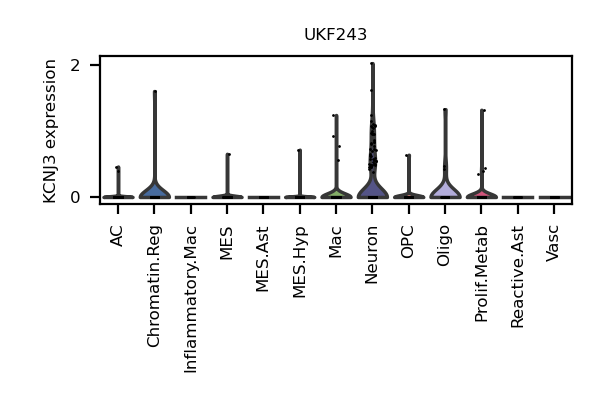 UKF243
KCNJ3 expression
2
0
AC
Chromatin.Reg
Inflammatory.Mac
MES
MES.Ast
MES.Hyp
Mac
Neuron
OPC
Oligo
Prolif.Metab
Reactive.Ast
Vasc